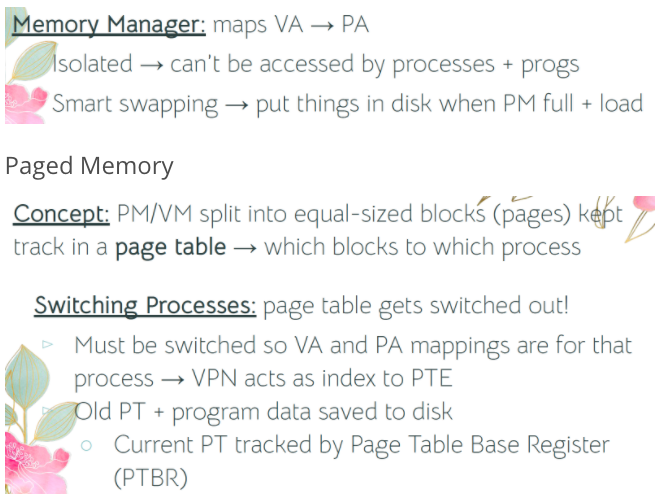 Memory Manager: maps VA → PA
Isolated → can't be accessed by processes + progs
Smart swapping → put things in disk when PM full + load
Paged Memory
Concept: PM/VM split into equal-sized blocks (pages) kept
track in a page table → which blocks to which process
Switching Processes: page table gets switched out!
▷ Must be switched so VA and PA mappings are for that
process → VPN acts as index to PTE
▷ Old PT + program data saved to disk
○ Current PT tracked by Page Table Base Register
(PTBR)